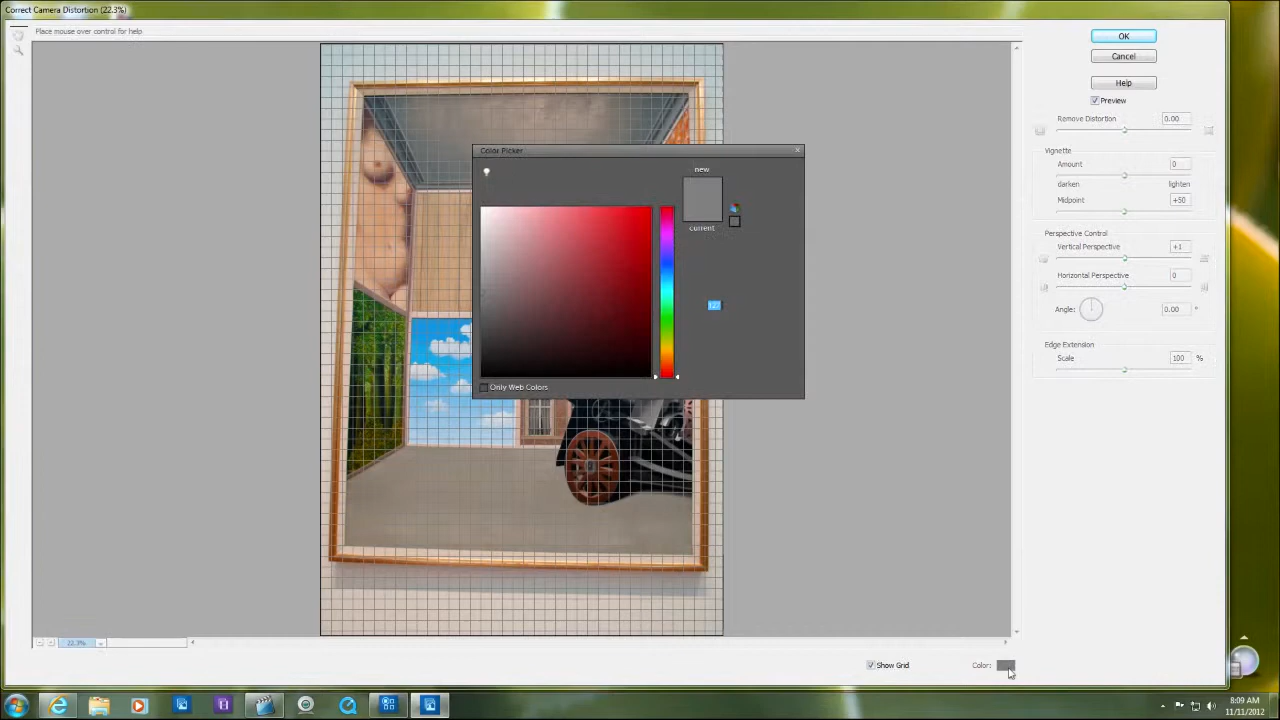 Correct Camera Distortion (22.3%)
Place mouse over control for help
OK
Cancel
Help
Preview
Remove Distortion 0.00
Vignette
Amount 0
darken lighten
Midpoint +50
Perspective Control
Vertical Perspective +1
Horizontal Perspective 0
Angle: 0.00 °
Edge Extension
Scale 100 %
Color Picker
new
current
Only Web Colors
22.3%
Show Grid
Color:
8:09 AM
11/11/2012